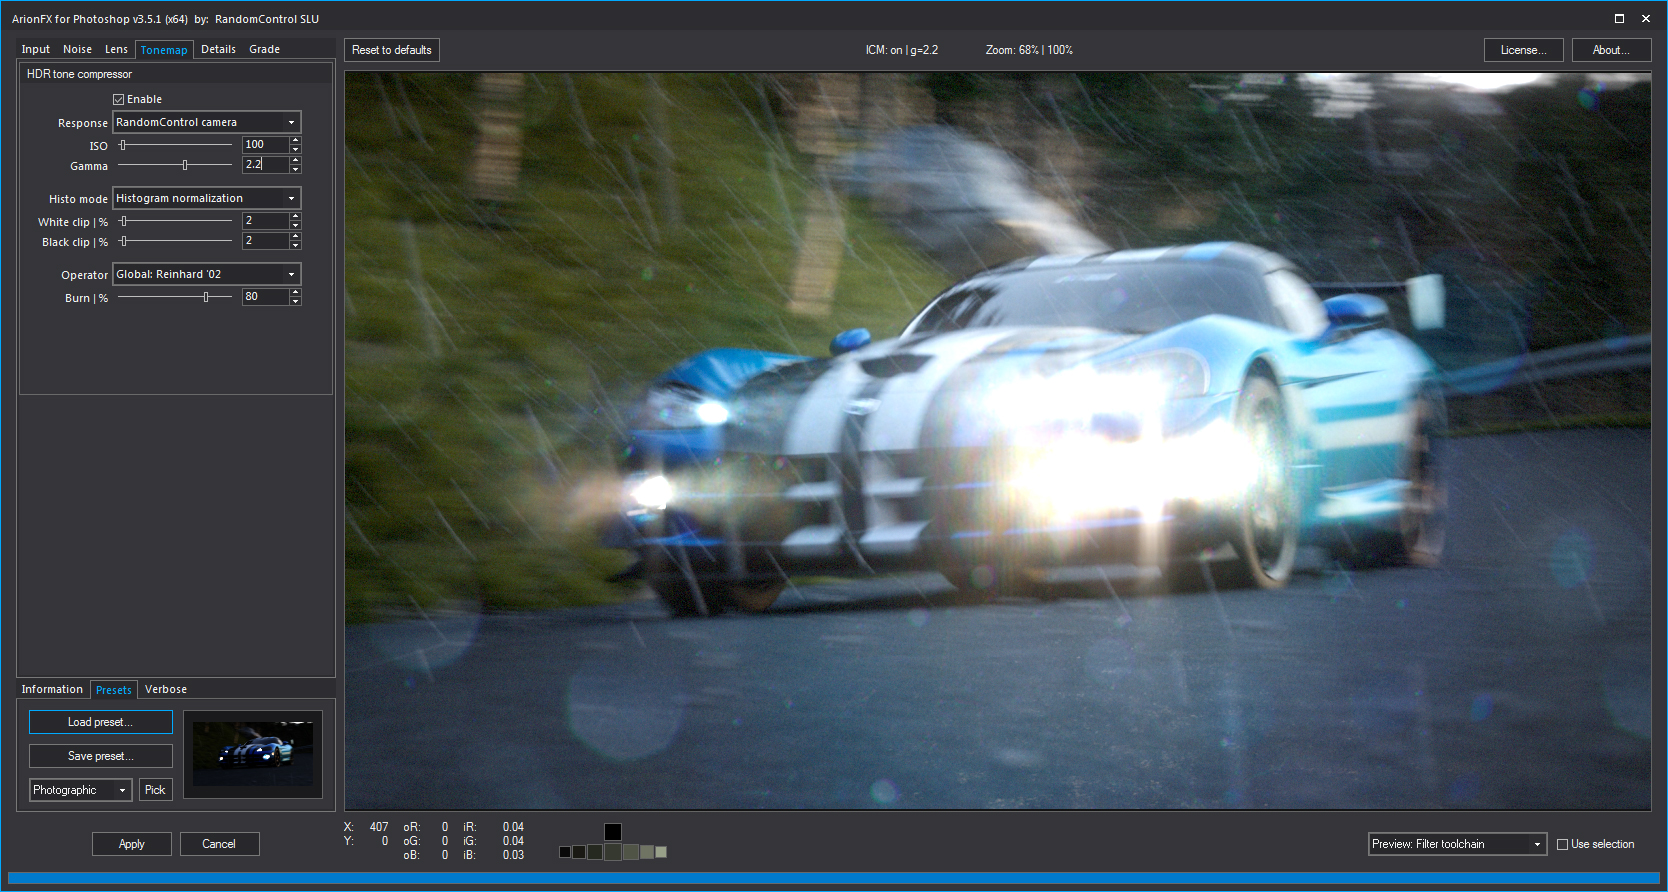 ArionFX for Photoshop v3.5.1 (x64) by: RandomControl SLU
Input Noise Lens Tonemap Details Grade
Reset to defaults
ICM: on | g=2.2
Zoom: 68% | 100%
License...
About...
HDR tone compressor
Enable
Response RandomControl camera
ISO 100
Gamma 2.2
Histo mode Histogram normalization
White clip | % 2
Black clip | % 2
Operator Global: Reinhard '02
Burn | % 80
Information Presets Verbose
Load preset...
Save preset...
Photographic Pick
Apply Cancel
X: 407 oR: 0 iR: 0.04
Y: 0 oG: 0 iG: 0.04
oB: 0 iB: 0.03
Preview: Filter toolchain
Use selection